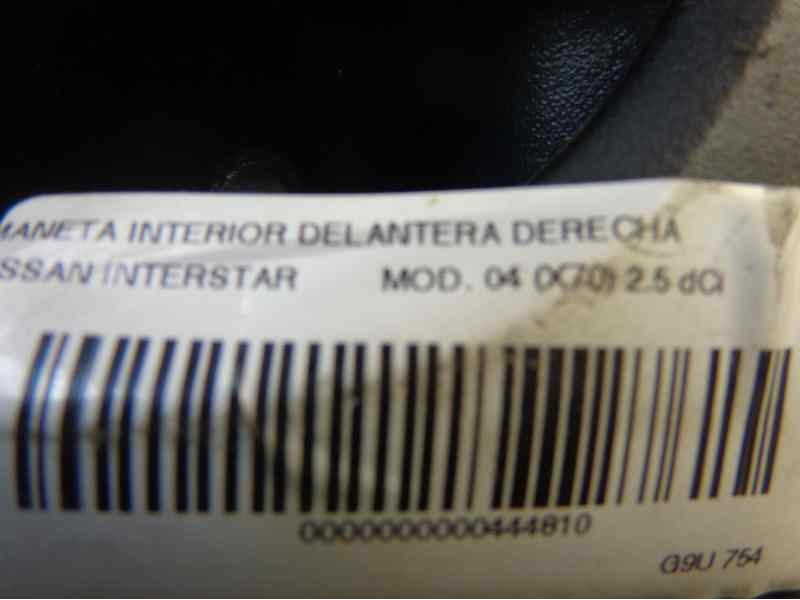 MANETA INTERIOR DELANTERA DERECHA
SSAN INTERSTAR MOD. 04 (X70) 2.5 dCi
0000000000444810
G9U 754